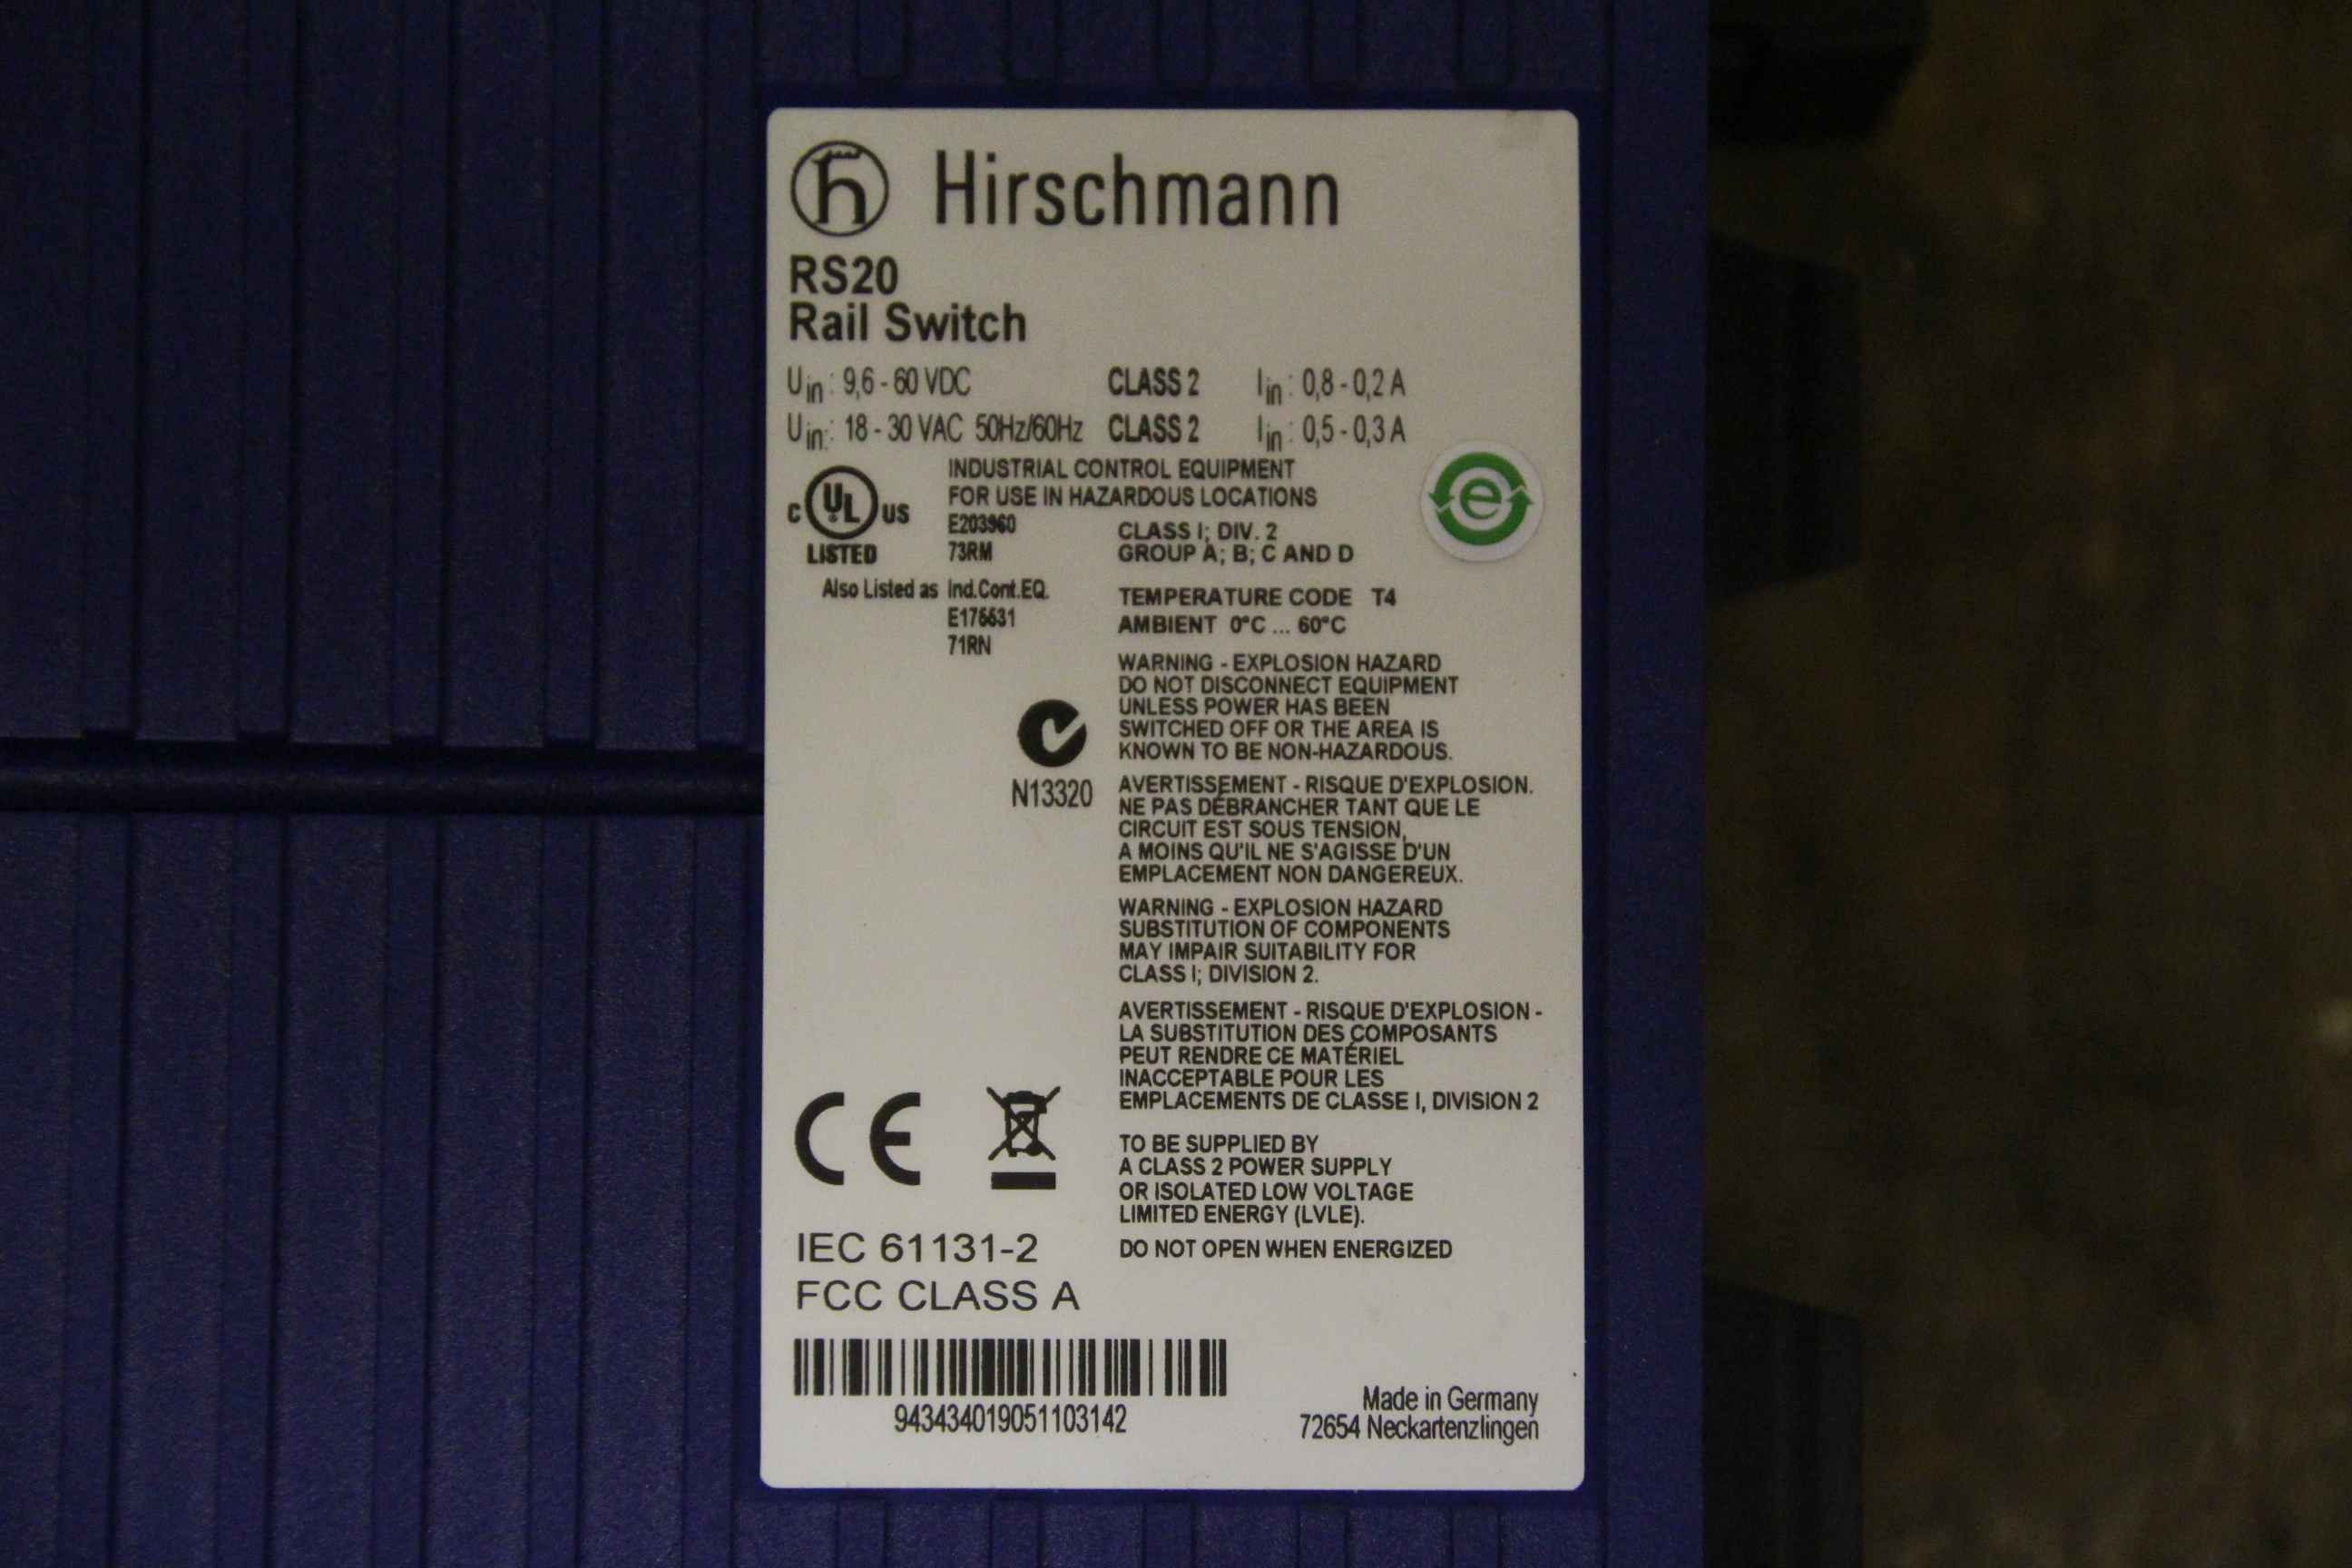 Hirschmann
RS20
Rail Switch
Uin: 9,6 - 60 VDC CLASS 2 Iin: 0,8 - 0,2 A
Uin: 18 - 30 VAC 50Hz/60Hz CLASS 2 Iin: 0,5 - 0,3 A
INDUSTRIAL CONTROL EQUIPMENT
FOR USE IN HAZARDOUS LOCATIONS
C UL US
LISTED
E203960
73RM
CLASS I; DIV. 2
GROUP A; B; C AND D
e
Also Listed as Ind.Cont.EQ.
E175531
71RN
TEMPERATURE CODE T4
AMBIENT 0°C ... 60°C
WARNING - EXPLOSION HAZARD
DO NOT DISCONNECT EQUIPMENT
UNLESS POWER HAS BEEN
SWITCHED OFF OR THE AREA IS
KNOWN TO BE NON-HAZARDOUS.
N13320
AVERTISSEMENT - RISQUE D'EXPLOSION.
NE PAS DÉBRANCHER TANT QUE LE
CIRCUIT EST SOUS TENSION,
A MOINS QU'IL NE S'AGISSE D'UN
EMPLACEMENT NON DANGEREUX.
WARNING - EXPLOSION HAZARD
SUBSTITUTION OF COMPONENTS
MAY IMPAIR SUITABILITY FOR
CLASS I; DIVISION 2.
AVERTISSEMENT - RISQUE D'EXPLOSION -
LA SUBSTITUTION DES COMPOSANTS
PEUT RENDRE CE MATÉRIEL
INACCEPTABLE POUR LES
EMPLACEMENTS DE CLASSE I, DIVISION 2
CE
TO BE SUPPLIED BY
A CLASS 2 POWER SUPPLY
OR ISOLATED LOW VOLTAGE
LIMITED ENERGY (LVLE).
DO NOT OPEN WHEN ENERGIZED
IEC 61131-2
FCC CLASS A
943434019051103142
Made in Germany
72654 Neckartenzlingen